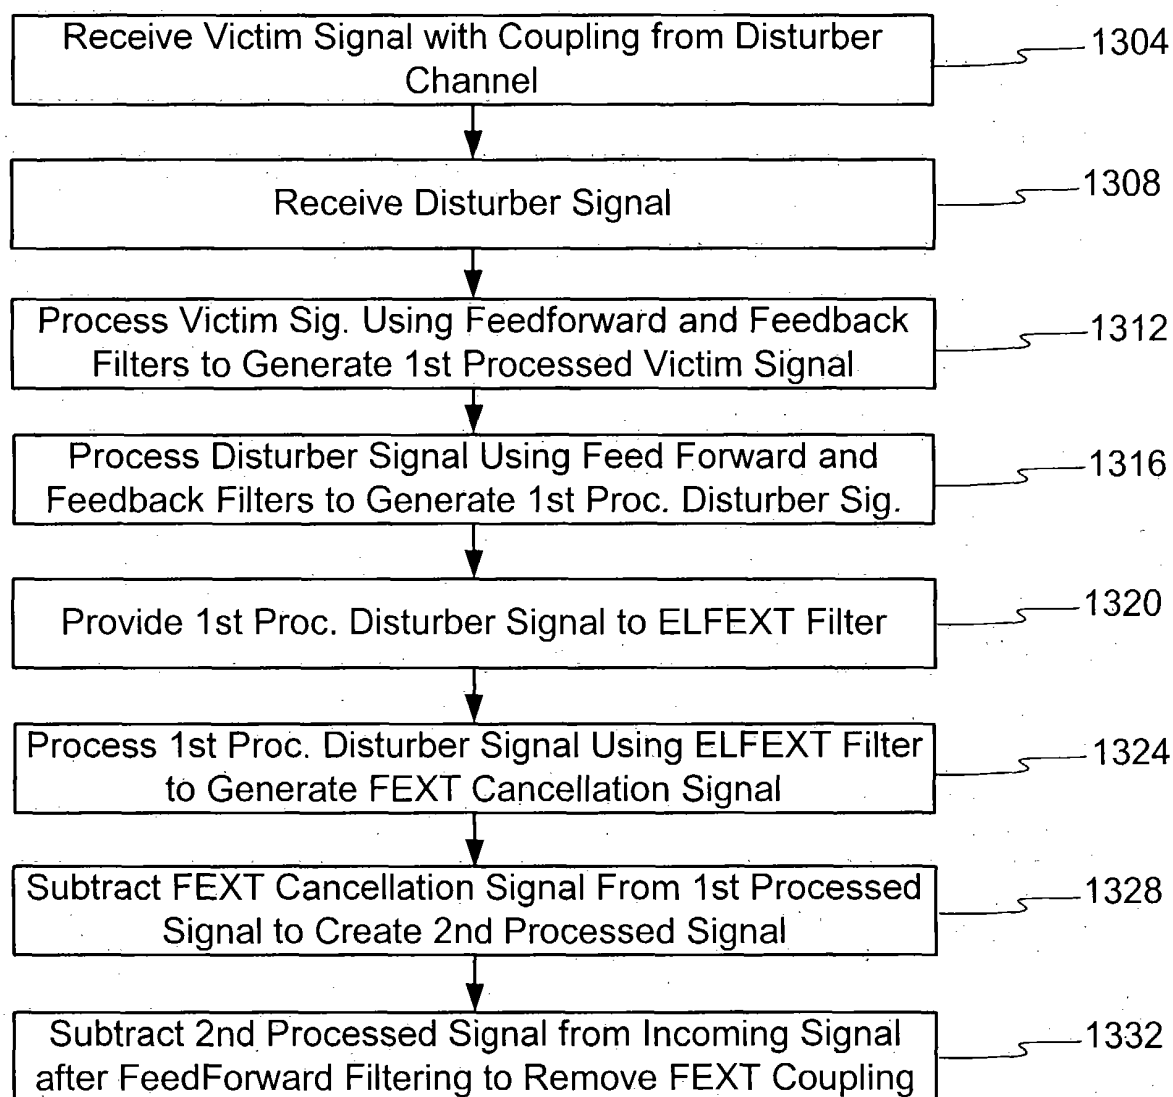 Receive Victim Signal with Coupling from Disturber
Channel
1304
Receive Disturber Signal
1308
Process Victim Sig. Using Feedforward and Feedback
Filters to Generate 1st Processed Victim Signal
1312
Process Disturber Signal Using Feed Forward and
Feedback Filters to Generate 1st Proc. Disturber Sig.
1316
Provide 1st Proc. Disturber Signal to ELFEXT Filter
1320
Process 1st Proc. Disturber Signal Using ELFEXT Filter
to Generate FEXT Cancellation Signal
1324
Subtract FEXT Cancellation Signal From 1st Processed
Signal to Create 2nd Processed Signal
1328
Subtract 2nd Processed Signal from Incoming Signal
after FeedForward Filtering to Remove FEXT Coupling
1332